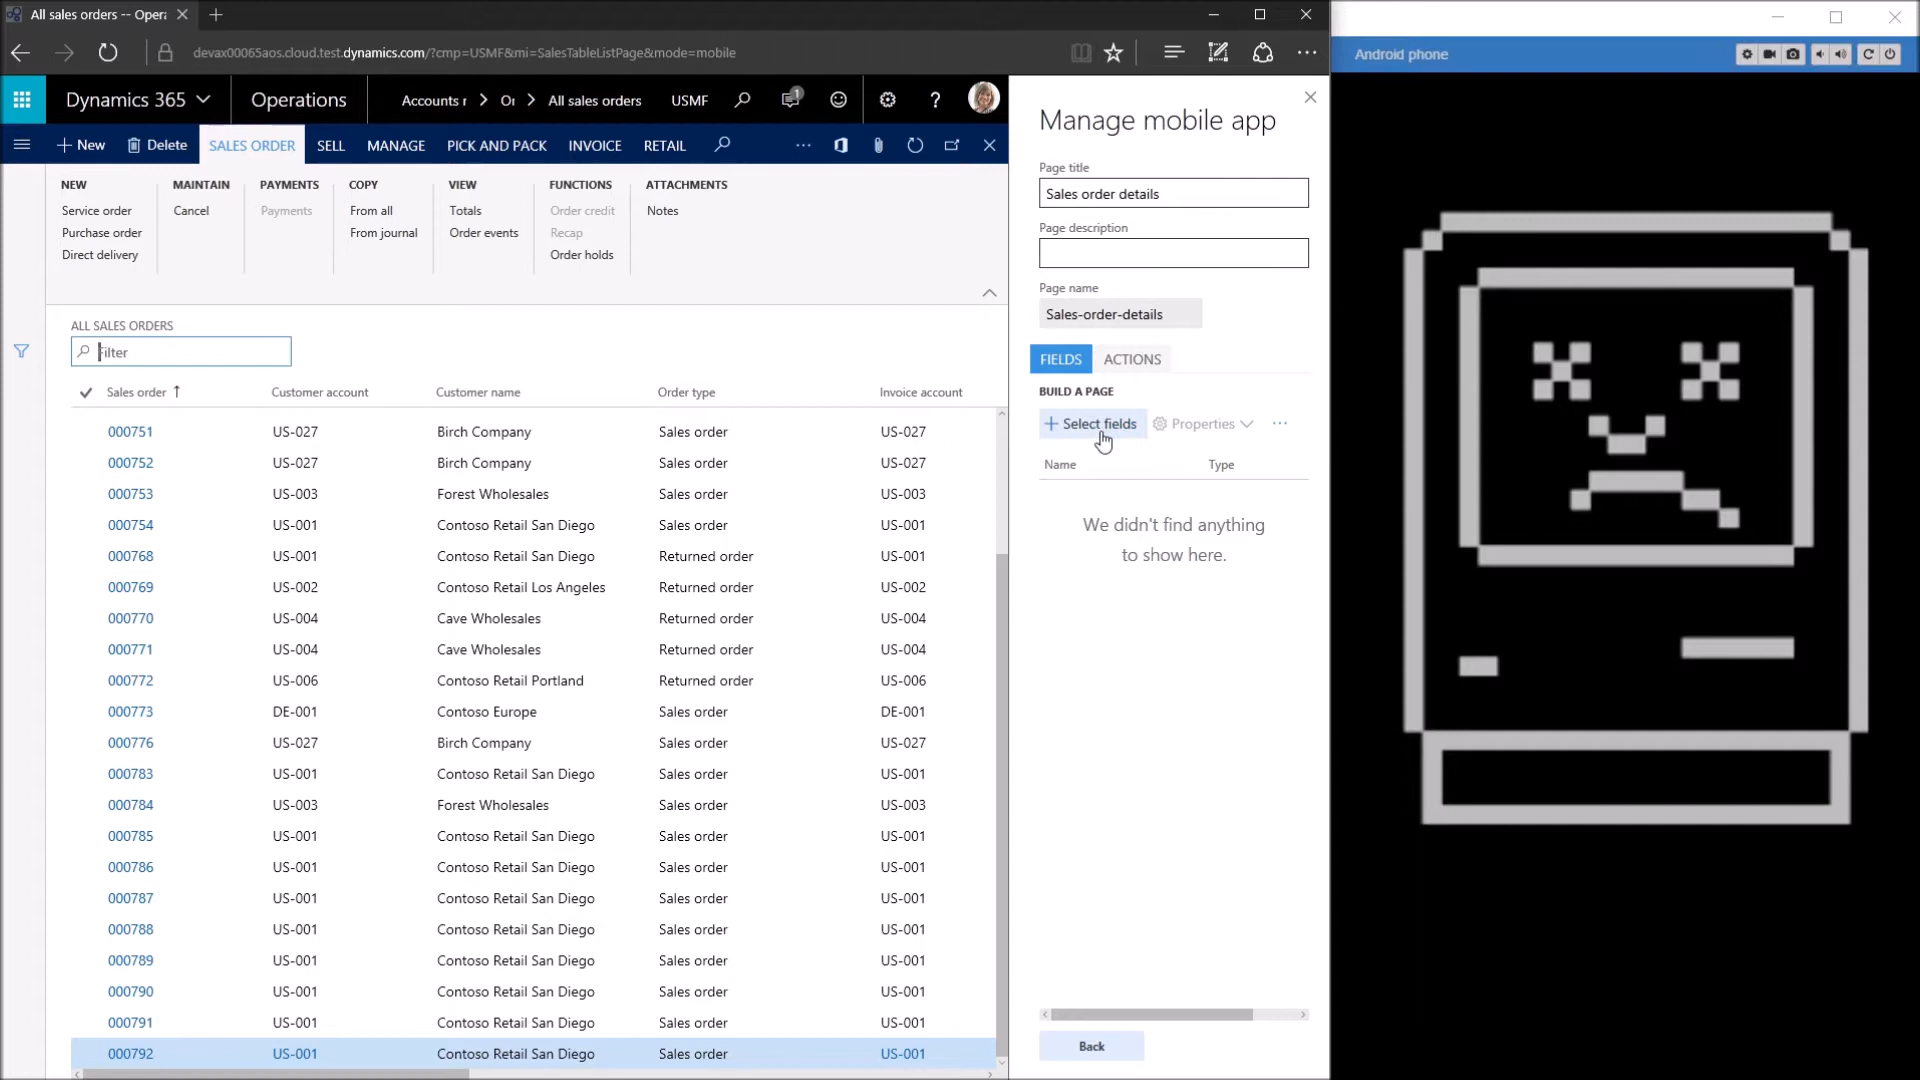 All sales orders -- Opera
devax00065aos.cloud.test.dynamics.com/?cmp=USMF&mi=SalesTableListPage&mode=mobile
Android phone
Dynamics 365
Operations
Accounts r > Or > All sales orders
USMF
1
?
+ New
Delete
SALES ORDER
SELL
MANAGE
PICK AND PACK
INVOICE
RETAIL
NEW
Service order
Purchase order
Direct delivery
MAINTAIN
Cancel
PAYMENTS
Payments
COPY
From all
From journal
VIEW
Totals
Order events
FUNCTIONS
Order credit
Recap
Order holds
ATTACHMENTS
Notes
ALL SALES ORDERS
Filter
Sales order Customer account Customer name Order type Invoice account
000751 US-027 Birch Company Sales order US-027
000752 US-027 Birch Company Sales order US-027
000753 US-003 Forest Wholesales Sales order US-003
000754 US-001 Contoso Retail San Diego Sales order US-001
000768 US-001 Contoso Retail San Diego Returned order US-001
000769 US-002 Contoso Retail Los Angeles Returned order US-002
000770 US-004 Cave Wholesales Returned order US-004
000771 US-004 Cave Wholesales Returned order US-004
000772 US-006 Contoso Retail Portland Returned order US-006
000773 DE-001 Contoso Europe Sales order DE-001
000776 US-027 Birch Company Sales order US-027
000783 US-001 Contoso Retail San Diego Sales order US-001
000784 US-003 Forest Wholesales Sales order US-003
000785 US-001 Contoso Retail San Diego Sales order US-001
000786 US-001 Contoso Retail San Diego Sales order US-001
000787 US-001 Contoso Retail San Diego Sales order US-001
000788 US-001 Contoso Retail San Diego Sales order US-001
000789 US-001 Contoso Retail San Diego Sales order US-001
000790 US-001 Contoso Retail San Diego Sales order US-001
000791 US-001 Contoso Retail San Diego Sales order US-001
000792 US-001 Contoso Retail San Diego Sales order US-001
Manage mobile app
Page title
Sales order details
Page description
Page name
Sales-order-details
FIELDS
ACTIONS
BUILD A PAGE
+ Select fields
Properties
Name Type
We didn't find anything
to show here.
Back